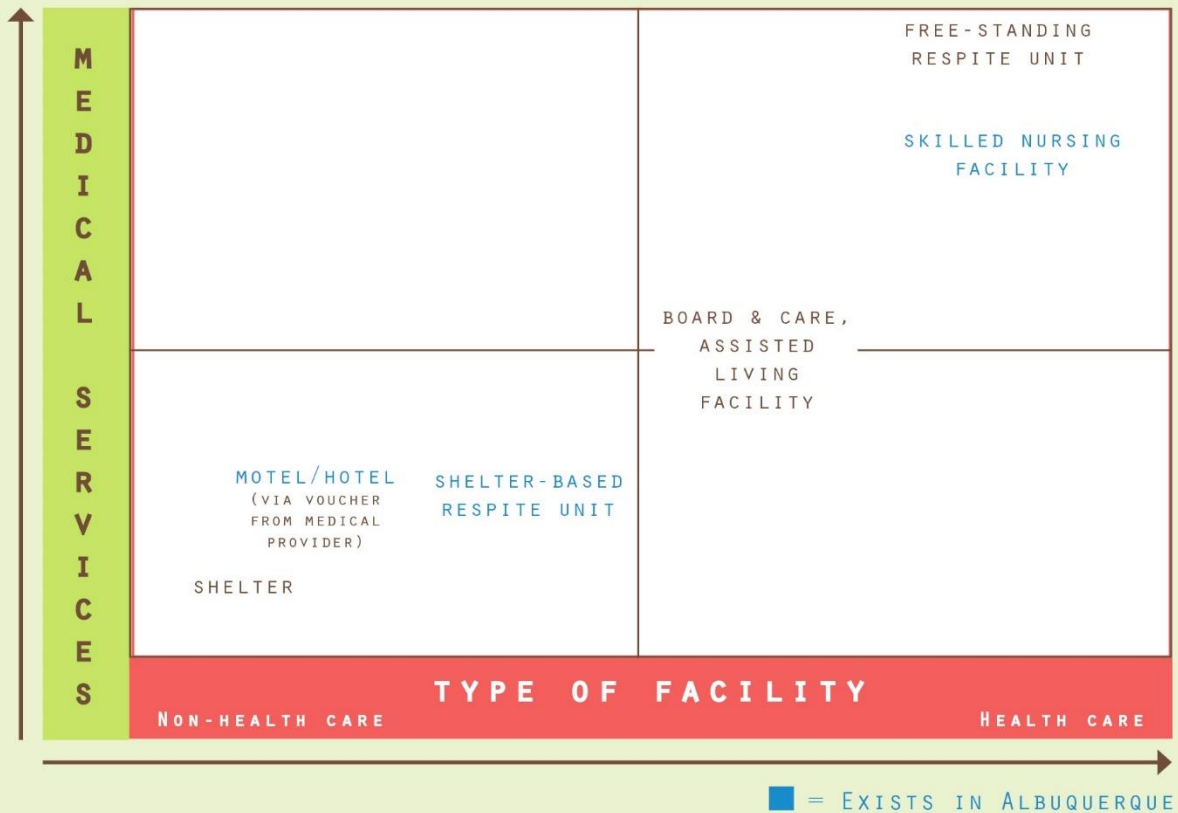 MEDICAL SERVICES
FREE-STANDING
RESPITE UNIT
SKILLED NURSING
FACILITY
BOARD & CARE,
ASSISTED
LIVING
FACILITY
MOTEL/HOTEL
(VIA VOUCHER
FROM MEDICAL
PROVIDER)
SHELTER-BASED
RESPITE UNIT
SHELTER
TYPE OF FACILITY
NON-HEALTH CARE
HEALTH CARE
= EXISTS IN ALBUQUERQUE